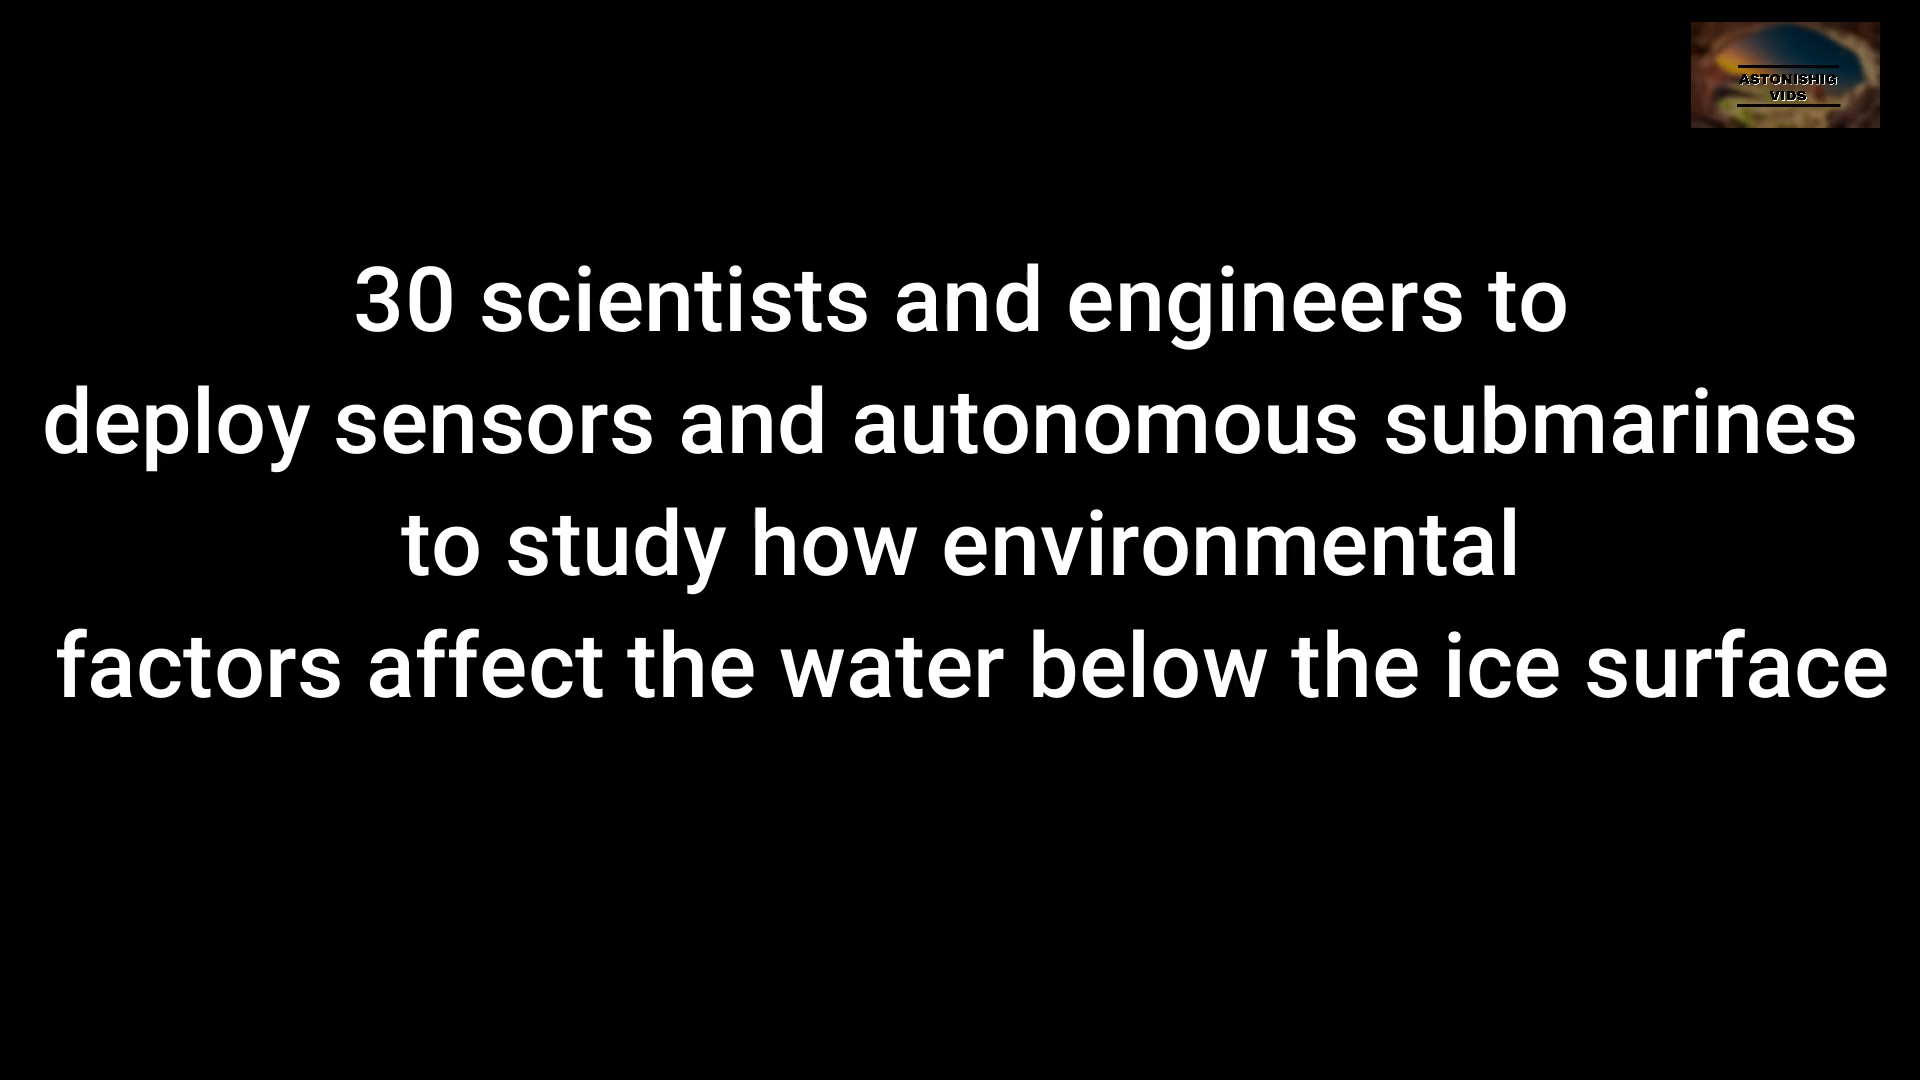 ASTONISHIG
VIDS
30 scientists and engineers to
deploy sensors and autonomous submarines
to study how environmental
factors affect the water below the ice surface